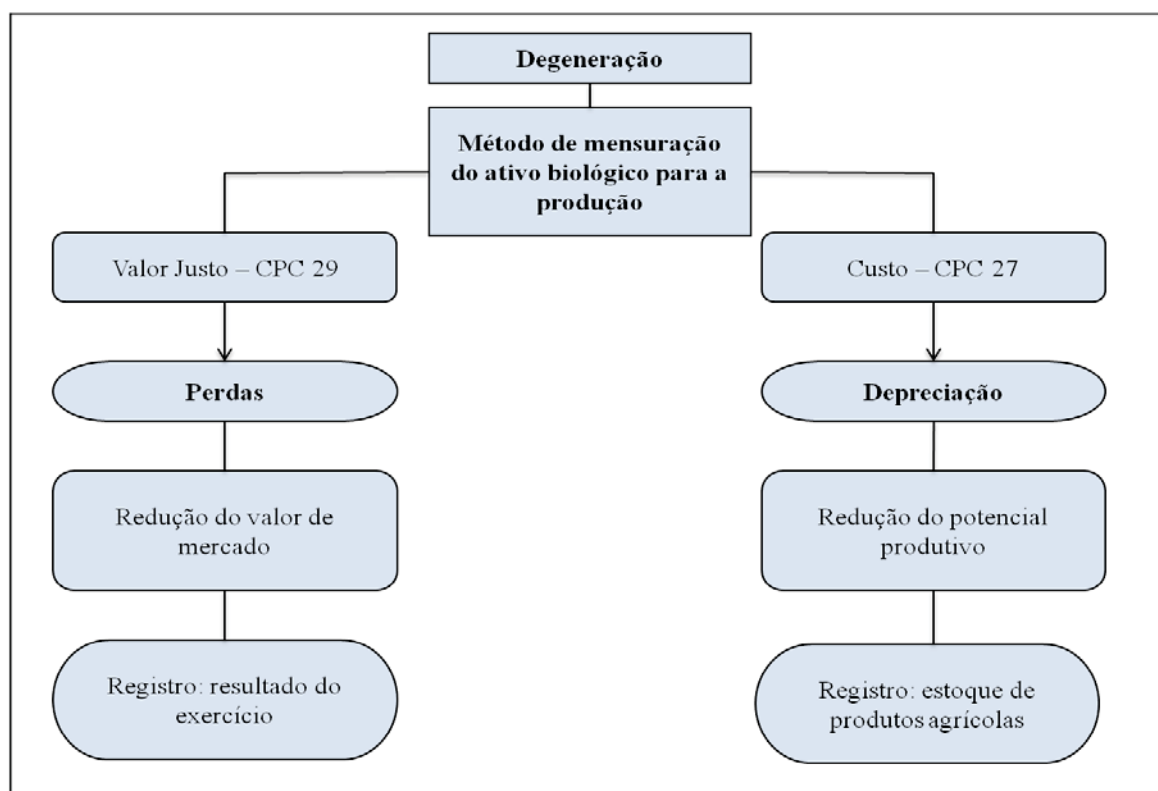 Degeneração
Método de mensuração
do ativo biológico para a
produção
Valor Justo – CPC 29
Custo – CPC 27
Perdas
Depreciação
Redução do valor de
mercado
Redução do potencial
produtivo
Registro: resultado do
exercício
Registro: estoque de
produtos agrícolas